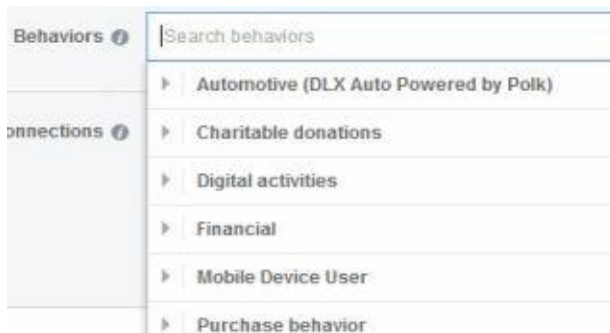 Behaviors
Search behaviors
Automotive (DLX Auto Powered by Polk)
onnections
Charitable donations
Digital activities
Financial
Mobile Device User
Purchase behavior